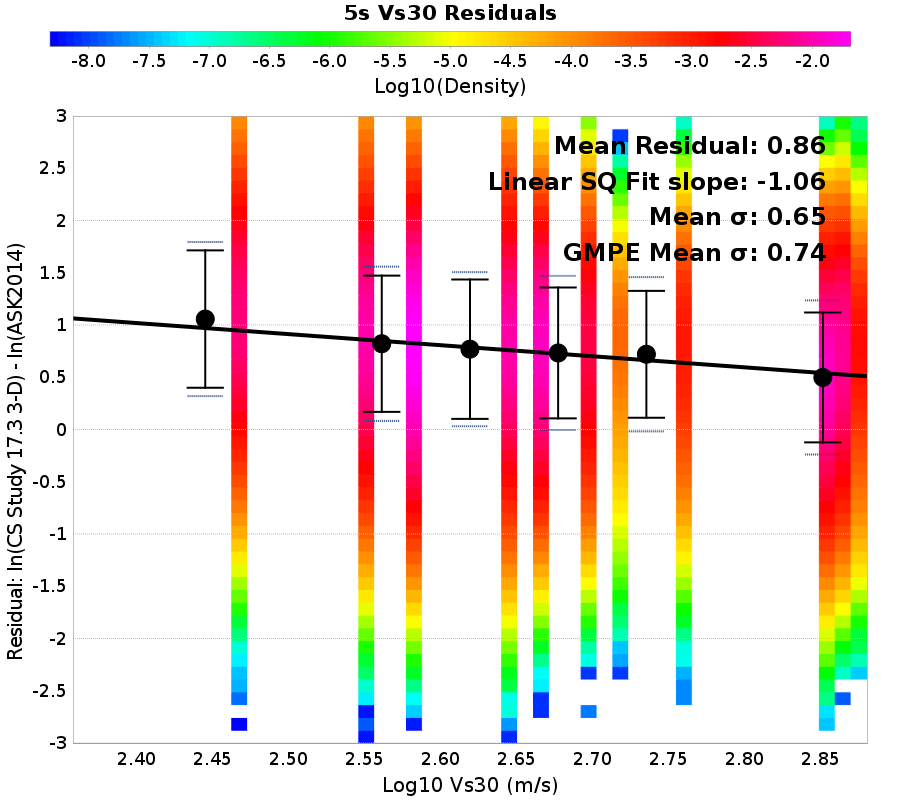 5s Vs30 Residuals
-8.0 -7.5 -7.0 -6.5 -6.0 -5.5 -5.0 -4.5 -4.0 -3.5 -3.0 -2.5 -2.0
Log10(Density)
Mean Residual: 0.86
Linear SQ Fit slope: -1.06
Mean σ: 0.65
GMPE Mean σ: 0.74
3
2.5
2
1.5
1
0.5
0
-0.5
-1
-1.5
-2
-2.5
-3
Residual: ln(CS Study 17.3 3-D) - ln(ASK2014)
2.40 2.45 2.50 2.55 2.60 2.65 2.70 2.75 2.80 2.85
Log10 Vs30 (m/s)